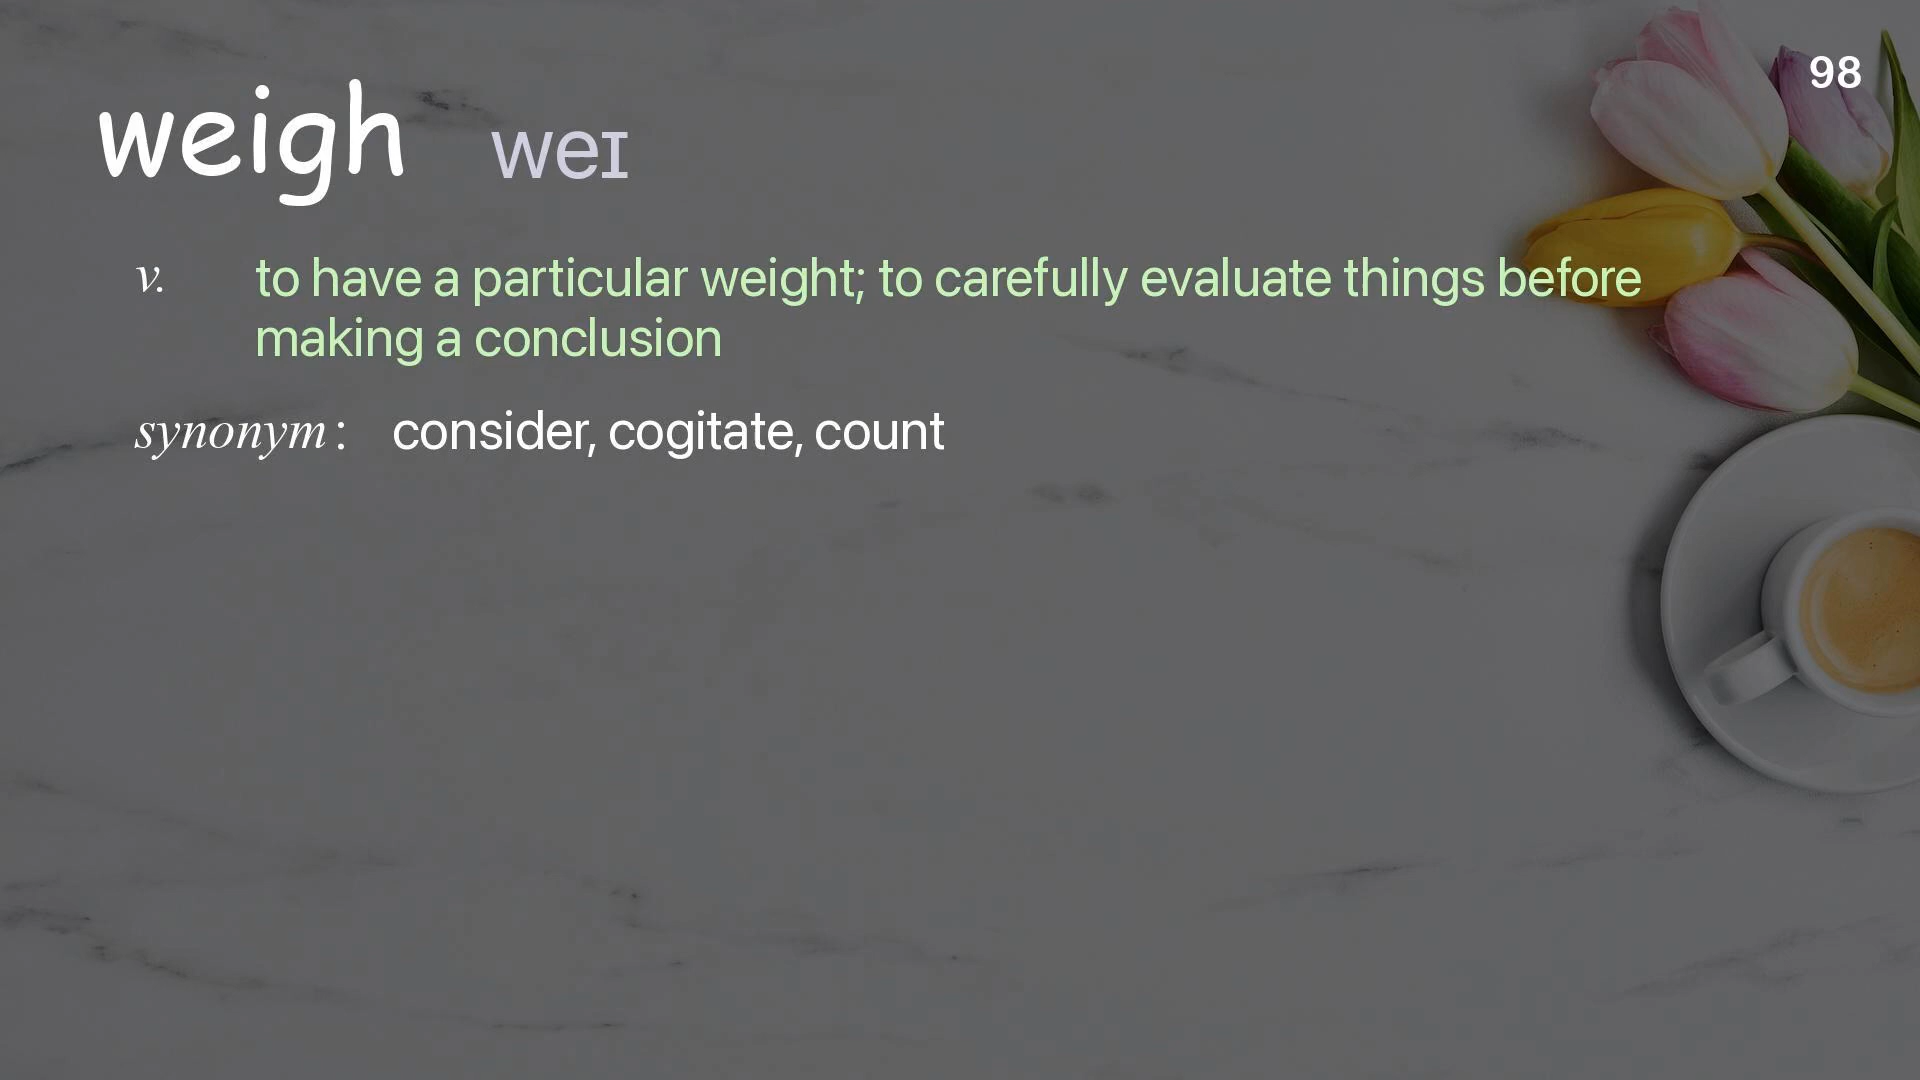 98
weigh weɪ
v. to have a particular weight; to carefully evaluate things before
making a conclusion
synonym : consider, cogitate, count